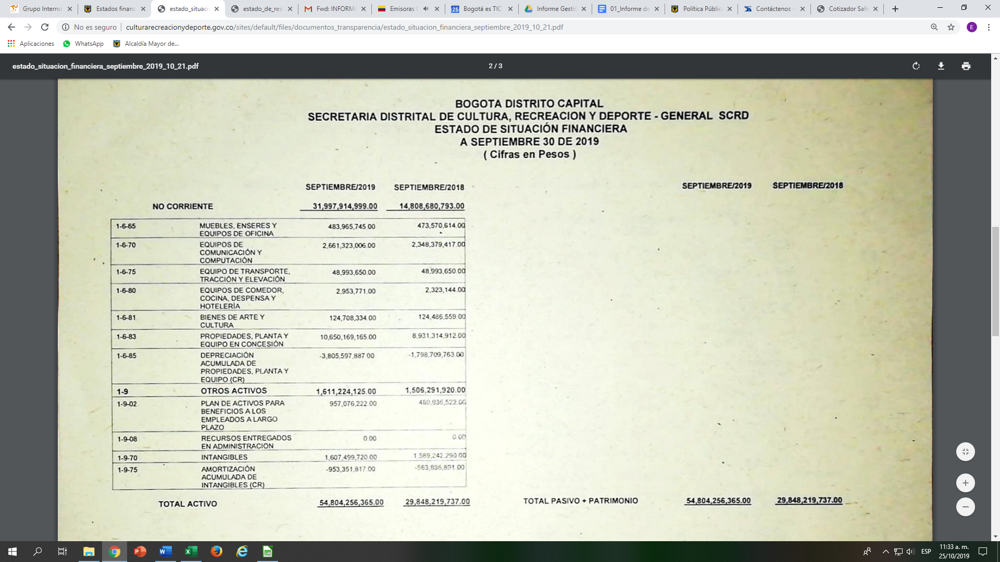 Grupo Interno
Estados financ
estado_situaci
estado_de_res
Fwd: INFORMA
Emisoras
Bogotá es TIC
Informe Gestió
01_Informe de
Política Públic
Contáctenos -
Cotizador Safe
No es seguro | culturarecreacionydeporte.gov.co/sites/default/files/documentos_transparencia/estado_situacion_financiera_septiembre_2019_10_21.pdf
E
Aplicaciones WhatsApp Alcaldía Mayor de...
estado_situacion_financiera_septiembre_2019_10_21.pdf 2 / 3
BOGOTA DISTRITO CAPITAL
SECRETARIA DISTRITAL DE CULTURA, RECREACION Y DEPORTE - GENERAL SCRD
ESTADO DE SITUACIÓN FINANCIERA
A SEPTIEMBRE 30 DE 2019
( Cifras en Pesos )
SEPTIEMBRE/2019 SEPTIEMBRE/2018 SEPTIEMBRE/2019 SEPTIEMBRE/2018
NO CORRIENTE 31,997,914,999.00 14,808,680,793.00
1-6-65 MUEBLES, ENSERES Y 483,965,745.00 473,570,614.00
EQUIPOS DE OFICINA
1-6-70 EQUIPOS DE 2,661,323,006.00 2,348,379,417.00
COMUNICACIÓN Y
COMPUTACIÓN
1-6-75 EQUIPO DE TRANSPORTE, 48,993,650.00 48,993,650.00
TRACCIÓN Y ELEVACIÓN
1-6-80 EQUIPOS DE COMEDOR, 2,953,771.00 2,323,144.00
COCINA, DESPENSA Y
HOTELERÍA
1-6-81 BIENES DE ARTE Y 124,708,334.00 124,486,559.00
CULTURA
1-6-83 PROPIEDADES, PLANTA Y 10,650,169,165.00 8,931,314,912.00
EQUIPO EN CONCESIÓN
1-6-85 DEPRECIACIÓN -3,805,597,887 00 -1,798,709,763.00
ACUMULADA DE
PROPIEDADES, PLANTA Y
EQUIPO (CR)
1-9 OTROS ACTIVOS 1,611,224,125.00 1,506,291,920.00
1-9-02 PLAN DE ACTIVOS PARA 957,076,222.00 480,936,522.00
BENEFICIOS A LOS
EMPLEADOS A LARGO
PLAZO
1-9-08 RECURSOS ENTREGADOS 0.00 0.00
EN ADMINISTRACION
1-9-70 INTANGIBLES 1,607,499,720.00 1,589,242,290.00
1-9-75 AMORTIZACIÓN -953,351,817.00 -563,886,891.00
ACUMULADA DE
INTANGIBLES (CR)
TOTAL ACTIVO 54,804,256,365.00 29,848,219,737.00 TOTAL PASIVO + PATRIMONIO 54,804,256,365.00 29,848,219,737.00
ESP
11:33 a. m.
25/10/2019